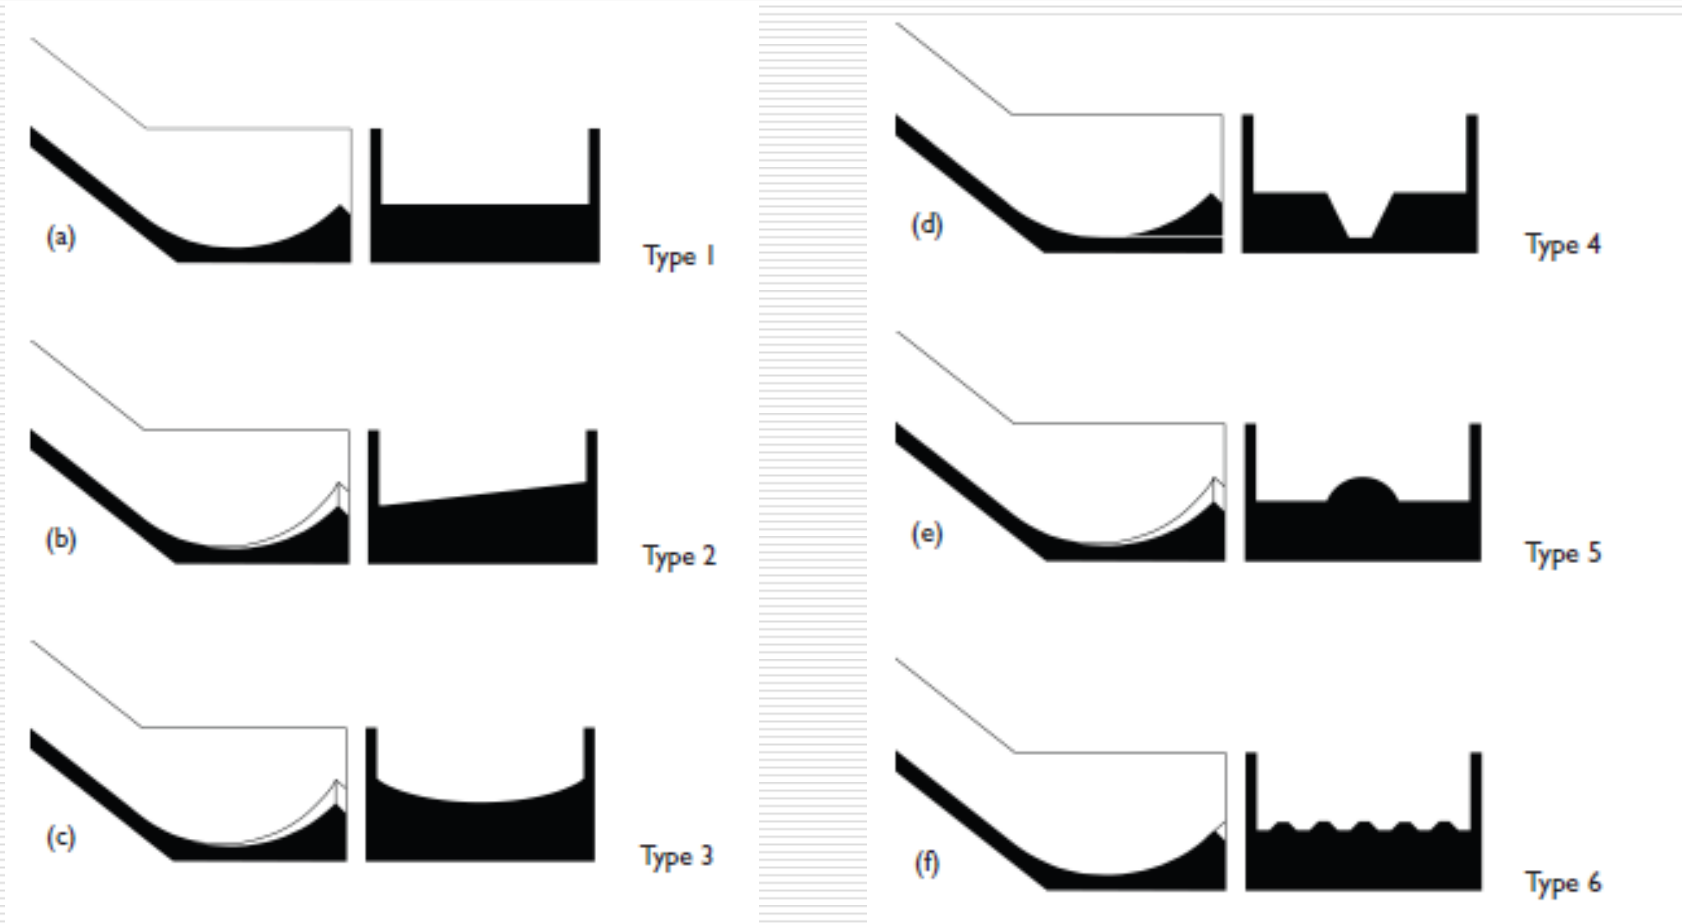 (a)
Type 1
(b)
Type 2
(c)
Type 3
(d)
Type 4
(e)
Type 5
(f)
Type 6